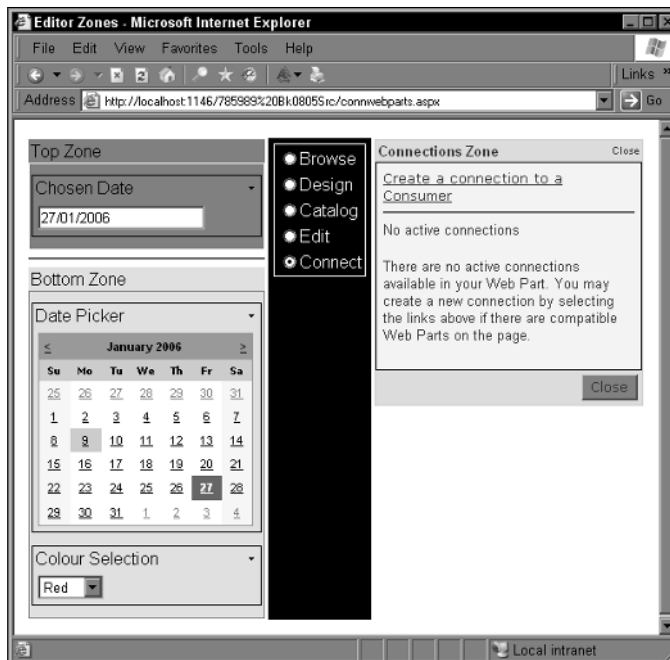 Editor Zones - Microsoft Internet Explorer
File Edit View Favorites Tools Help
Links »
Address http://localhost:1146/785989%20Bk0805Src/connwebparts.aspx Go
Top Zone
Chosen Date
27/01/2006
Bottom Zone
Date Picker
< January 2006 >
Su Mo Tu We Th Fr Sa
25 26 27 28 29 30 31
1 2 3 4 5 6 7
8 9 10 11 12 13 14
15 16 17 18 19 20 21
22 23 24 25 26 27 28
29 30 31 1 2 3 4
Colour Selection
Red
Browse
Design
Catalog
Edit
Connect
Connections Zone Close
Create a connection to a
Consumer
No active connections
There are no active connections
available in your Web Part. You may
create a new connection by selecting
the links above if there are compatible
Web Parts on the page.
Close
Local intranet